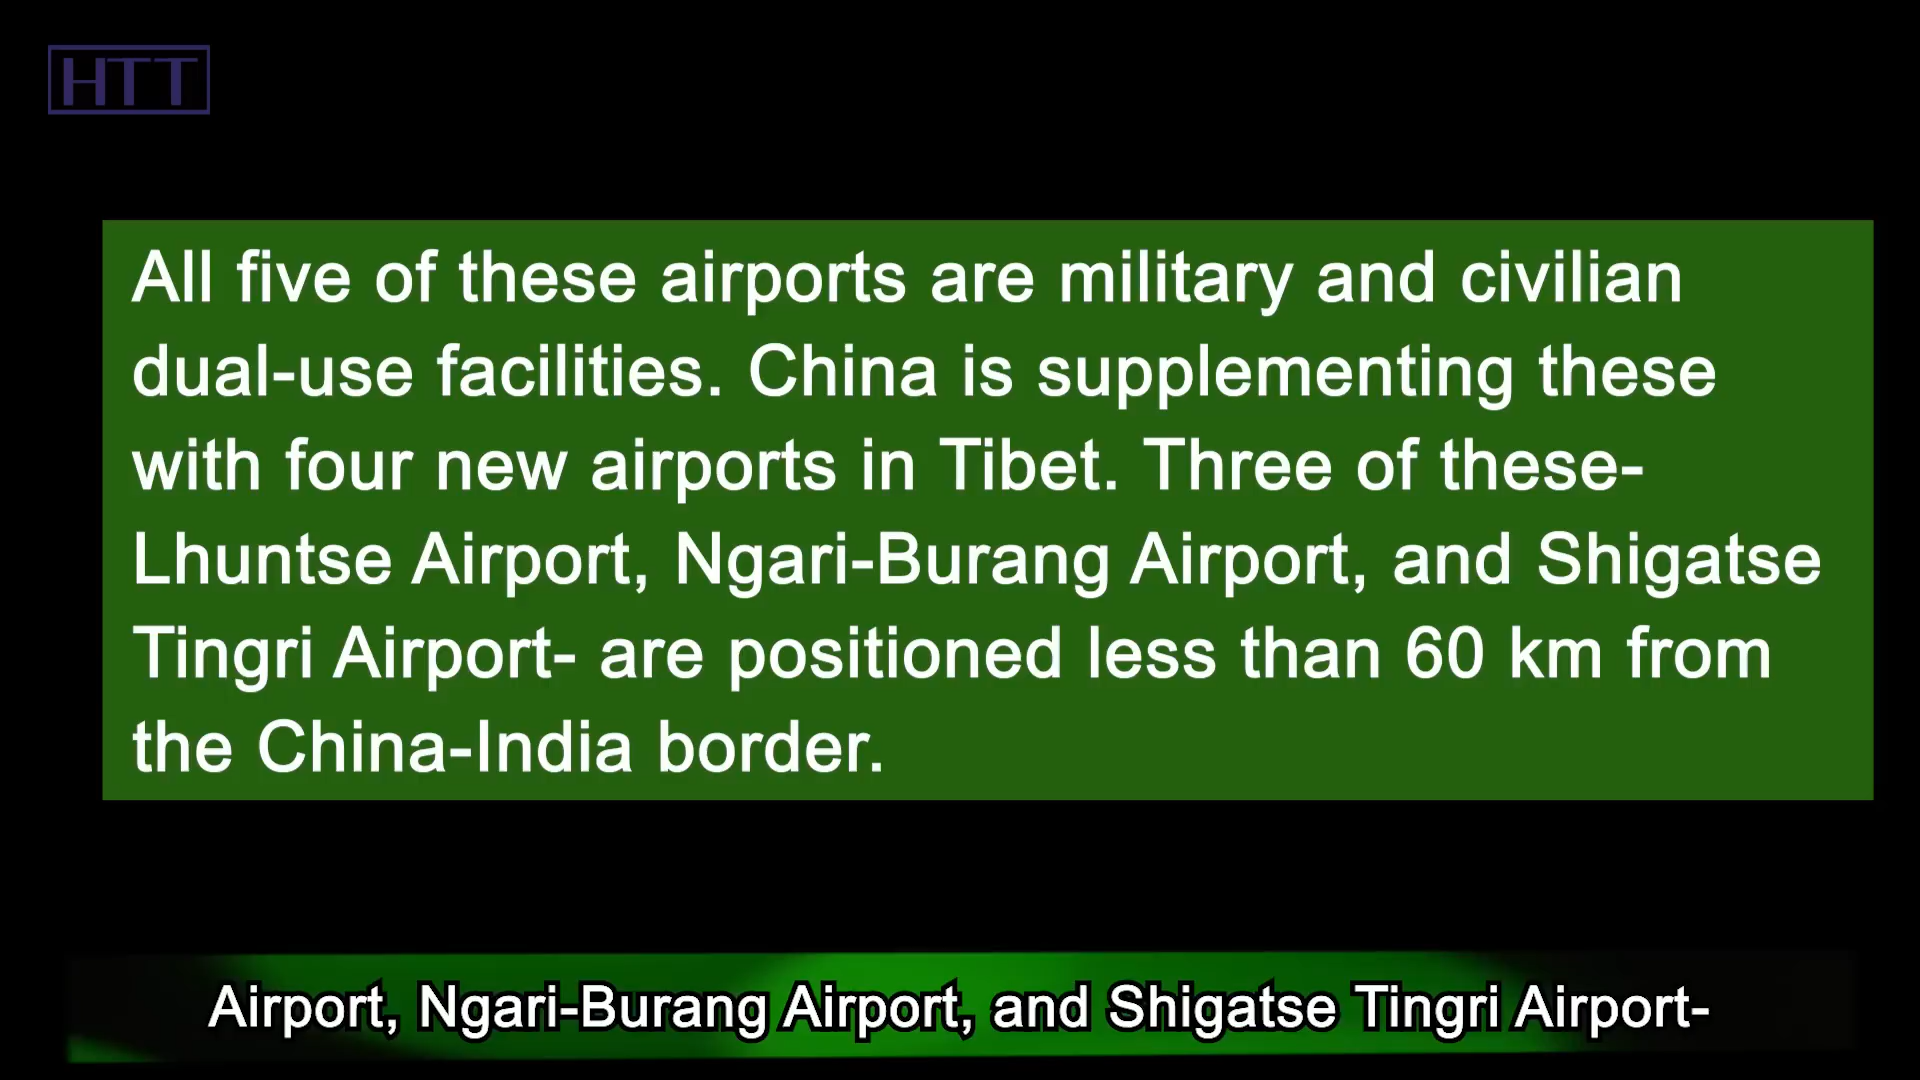 HTT
All five of these airports are military and civilian
dual-use facilities. China is supplementing these
with four new airports in Tibet. Three of these-
Lhuntse Airport, Ngari-Burang Airport, and Shigatse
Tingri Airport- are positioned less than 60 km from
the China-India border.
Airport, Ngari-Burang Airport, and Shigatse Tingri Airport-